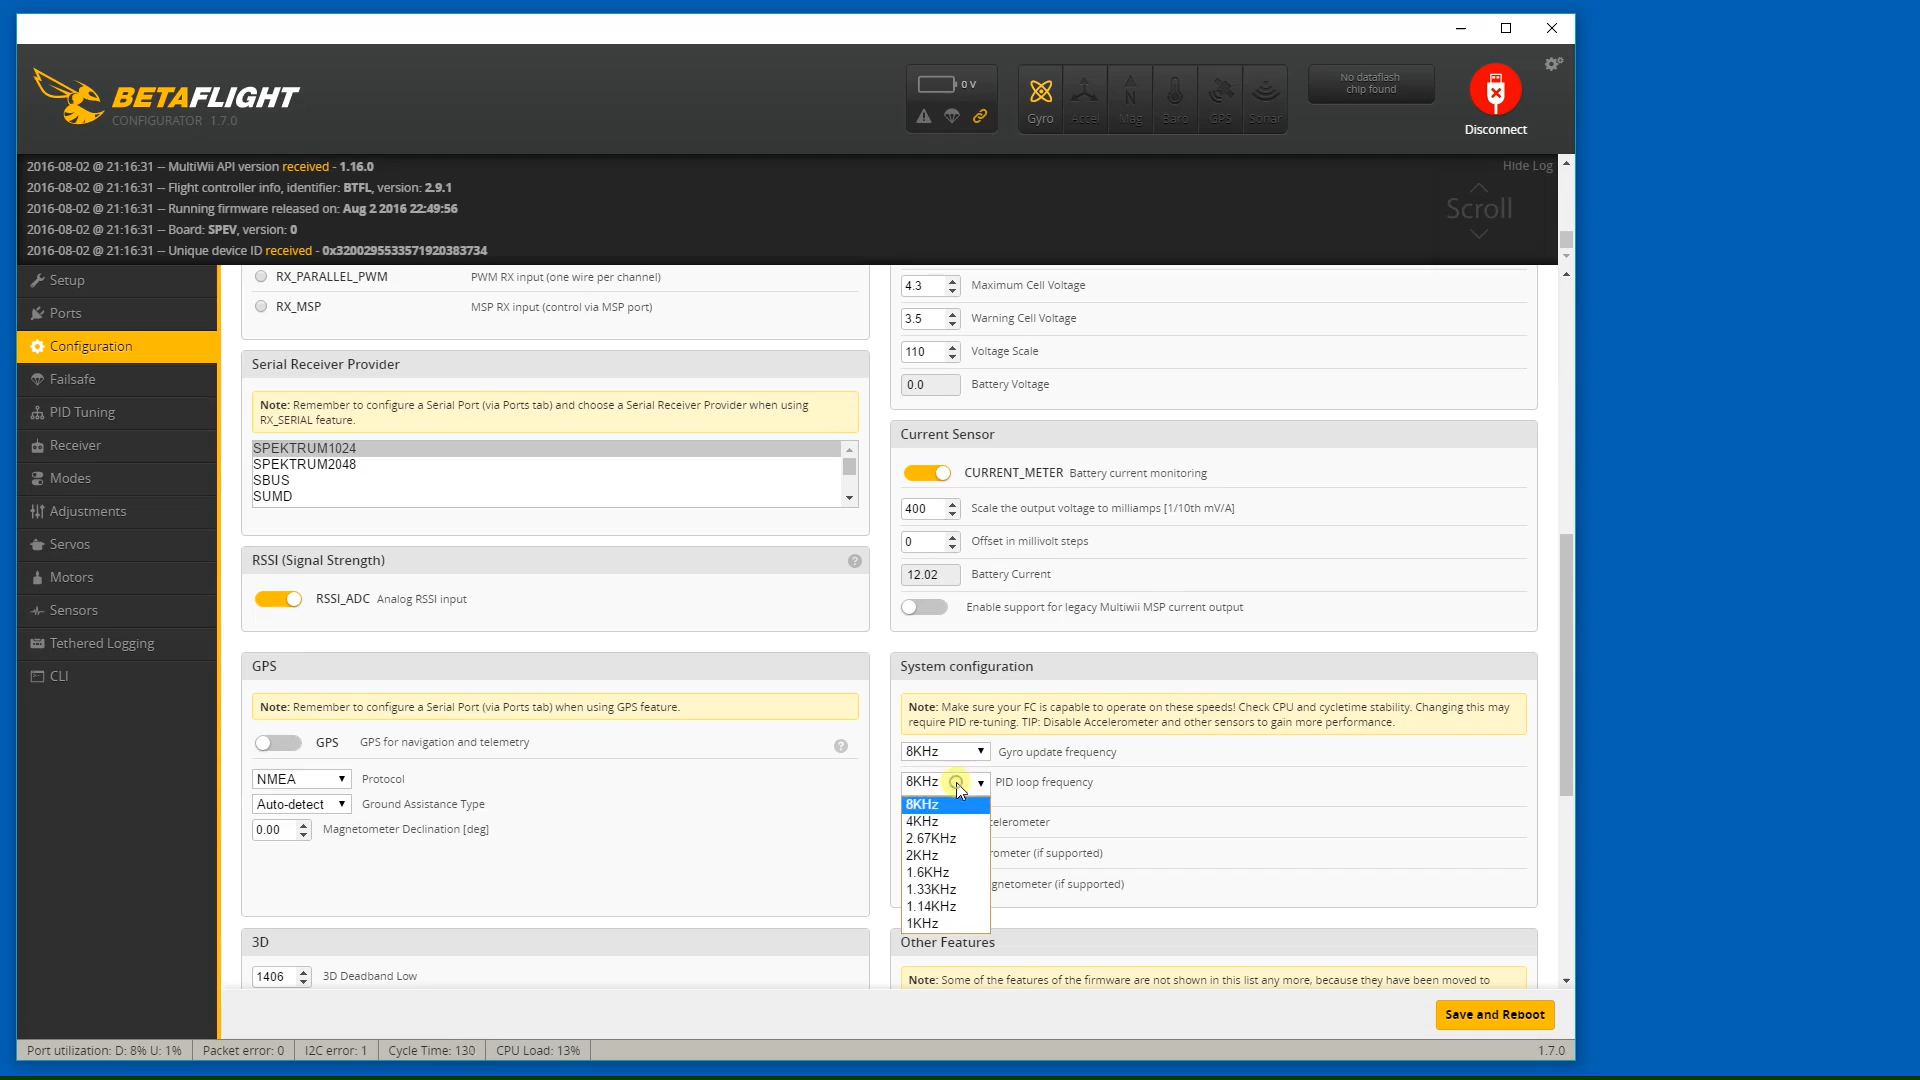 BETAFLIGHT
CONFIGURATOR 1.7.0
0 V
Gyro
Accel
Mag
Baro
GPS
Sonar
No dataflash
chip found
Disconnect
2016-08-02 @ 21:16:31 -- MultiWii API version received - 1.16.0
2016-08-02 @ 21:16:31 -- Flight controller info, identifier: BTFL, version: 2.9.1
2016-08-02 @ 21:16:31 -- Running firmware released on: Aug 2 2016 22:49:56
2016-08-02 @ 21:16:31 -- Board: SPEV, version: 0
2016-08-02 @ 21:16:31 -- Unique device ID received - 0x3200295533571920383734
Hide Log
Scroll
Setup
Ports
Configuration
Failsafe
PID Tuning
Receiver
Modes
Adjustments
Servos
Motors
Sensors
Tethered Logging
CLI
RX_PARALLEL_PWM PWM RX input (one wire per channel)
RX_MSP MSP RX input (control via MSP port)
Serial Receiver Provider
Note: Remember to configure a Serial Port (via Ports tab) and choose a Serial Receiver Provider when using
RX_SERIAL feature.
SPEKTRUM1024
SPEKTRUM2048
SBUS
SUMD
RSSI (Signal Strength)
?
RSSI_ADC Analog RSSI input
GPS
Note: Remember to configure a Serial Port (via Ports tab) when using GPS feature.
GPS GPS for navigation and telemetry
?
NMEA Protocol
Auto-detect Ground Assistance Type
0.00 Magnetometer Declination [deg]
3D
1406 3D Deadband Low
4.3 Maximum Cell Voltage
3.5 Warning Cell Voltage
110 Voltage Scale
0.0 Battery Voltage
Current Sensor
CURRENT_METER Battery current monitoring
400 Scale the output voltage to milliamps [1/10th mV/A]
0 Offset in millivolt steps
12.02 Battery Current
Enable support for legacy Multiwii MSP current output
System configuration
Note: Make sure your FC is capable to operate on these speeds! Check CPU and cycletime stability. Changing this may
require PID re-tuning. TIP: Disable Accelerometer and other sensors to gain more performance.
8KHz Gyro update frequency
8KHz PID loop frequency
8KHz
4KHz
2.67KHz
2KHz
1.6KHz
1.33KHz
1.14KHz
1KHz
celerometer
rometer (if supported)
gnetometer (if supported)
Other Features
Note: Some of the features of the firmware are not shown in this list any more, because they have been moved to
Save and Reboot
Port utilization: D: 8% U: 1%
Packet error: 0
I2C error: 1
Cycle Time: 130
CPU Load: 13%
1.7.0